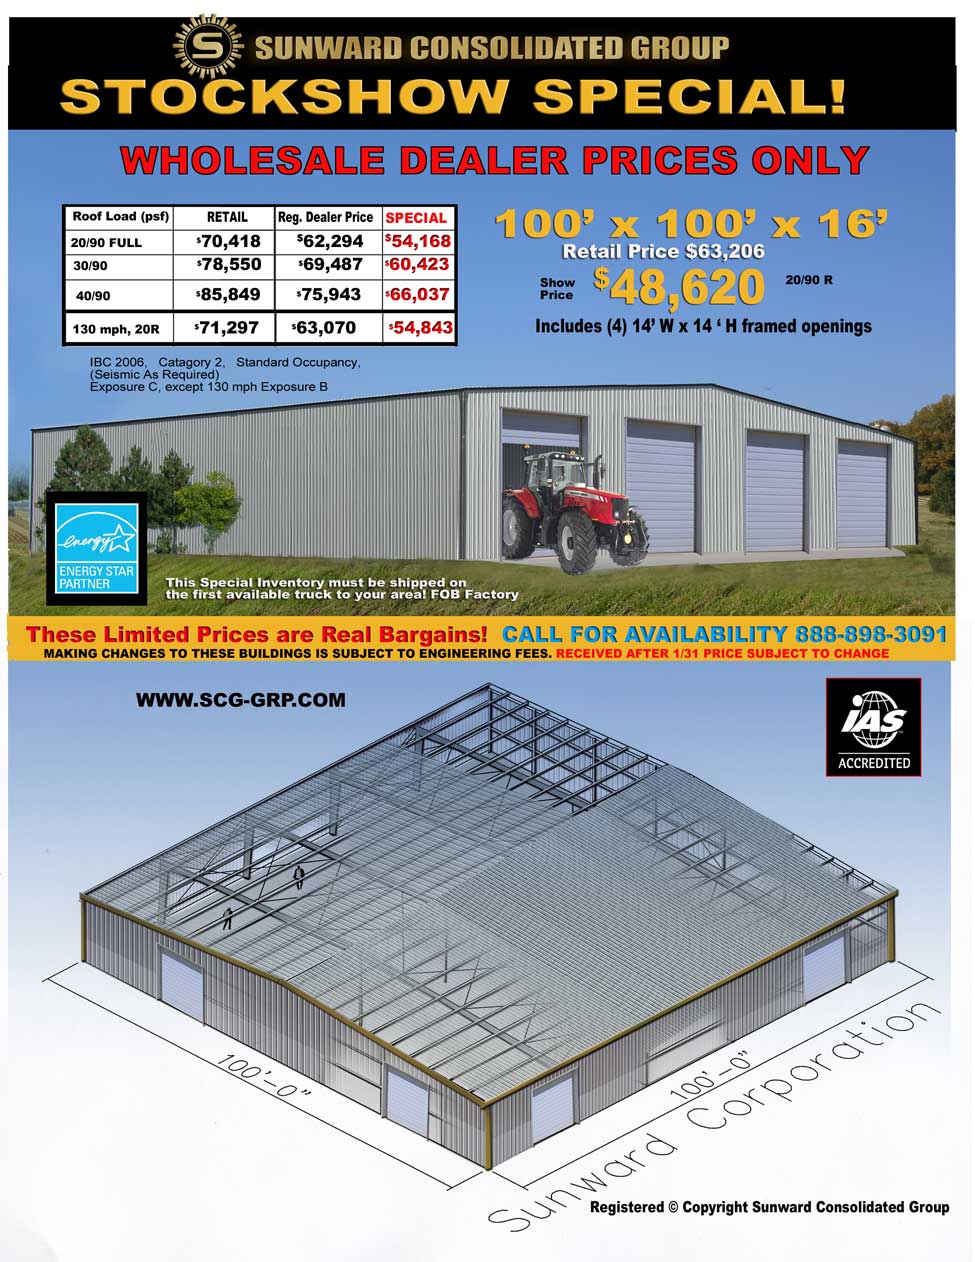 S SUNWARD CONSOLIDATED GROUP
STOCKSHOW SPECIAL!
WHOLESALE DEALER PRICES ONLY
Roof Load (psf) RETAIL Reg. Dealer Price SPECIAL
20/90 FULL $70,418 $62,294 $54,168
30/90 $78,550 $69,487 $60,423
40/90 $85,849 $75,943 $66,037
130 mph, 20R $71,297 $63,070 $54,843
IBC 2006, Catagory 2, Standard Occupancy,
(Seismic As Required)
Exposure C, except 130 mph Exposure B
100’ x 100’ x 16’
Retail Price $63,206
Show Price $48,620 20/90 R
Includes (4) 14’ W x 14 ‘ H framed openings
energy
ENERGY STAR
PARTNER
This Special Inventory must be shipped on
the first available truck to your area! FOB Factory
These Limited Prices are Real Bargains! CALL FOR AVAILABILITY 888-898-3091
MAKING CHANGES TO THESE BUILDINGS IS SUBJECT TO ENGINEERING FEES. RECEIVED AFTER 1/31 PRICE SUBJECT TO CHANGE
WWW.SCG-GRP.COM
iAS
ACCREDITED
100’-0”
100’-0”
Sunward Corporation
Registered © Copyright Sunward Consolidated Group